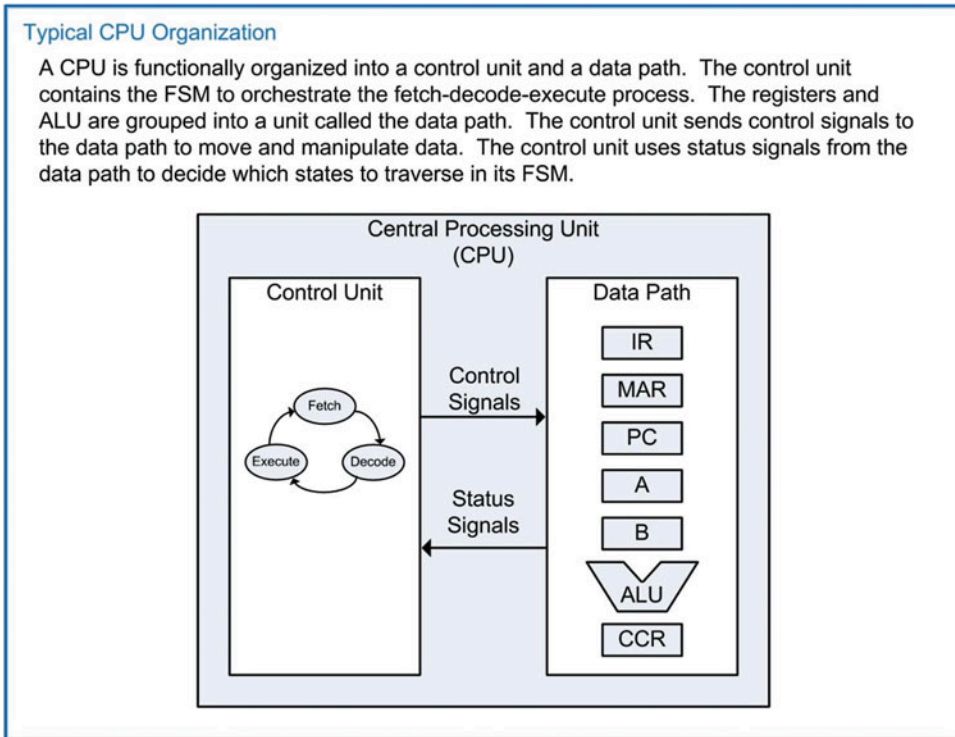 Typical CPU Organization
A CPU is functionally organized into a control unit and a data path.  The control unit
contains the FSM to orchestrate the fetch-decode-execute process.  The registers and
ALU are grouped into a unit called the data path.  The control unit sends control signals to
the data path to move and manipulate data.  The control unit uses status signals from the
data path to decide which states to traverse in its FSM.
Central Processing Unit
(CPU)
Control Unit
Fetch
Execute
Decode
Control
Signals
Status
Signals
Data Path
IR
MAR
PC
A
B
ALU
CCR